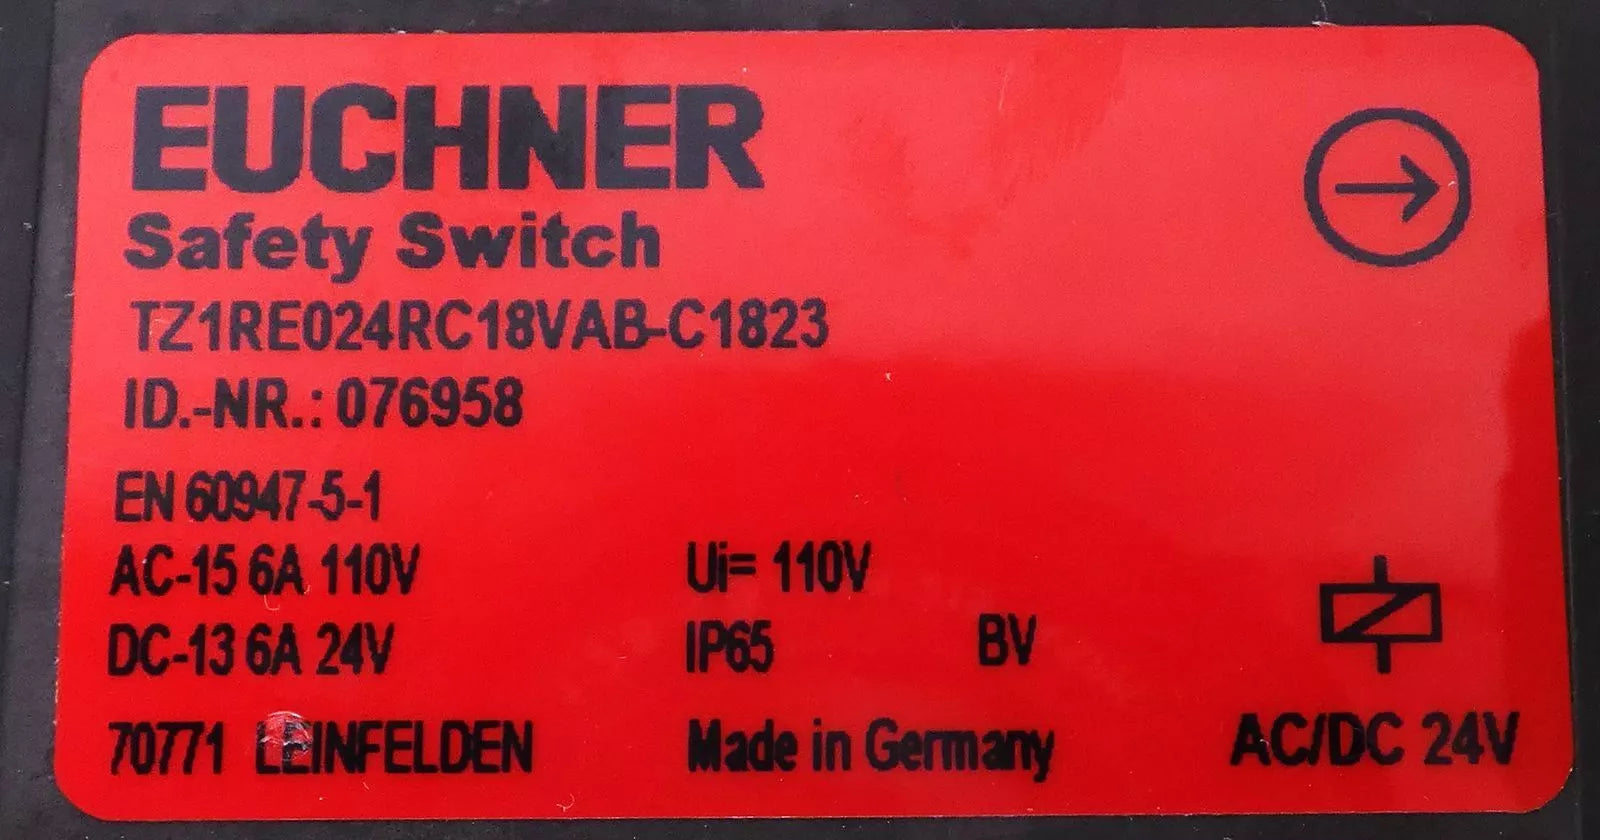 EUCHNER
Safety Switch
TZ1RE024RC18VAB-C1823
ID.-NR.: 076958
EN 60947-5-1
AC-15 6A 110V Ui= 110V
DC-13 6A 24V IP65 BV
70771 LEINFELDEN Made in Germany AC/DC 24V